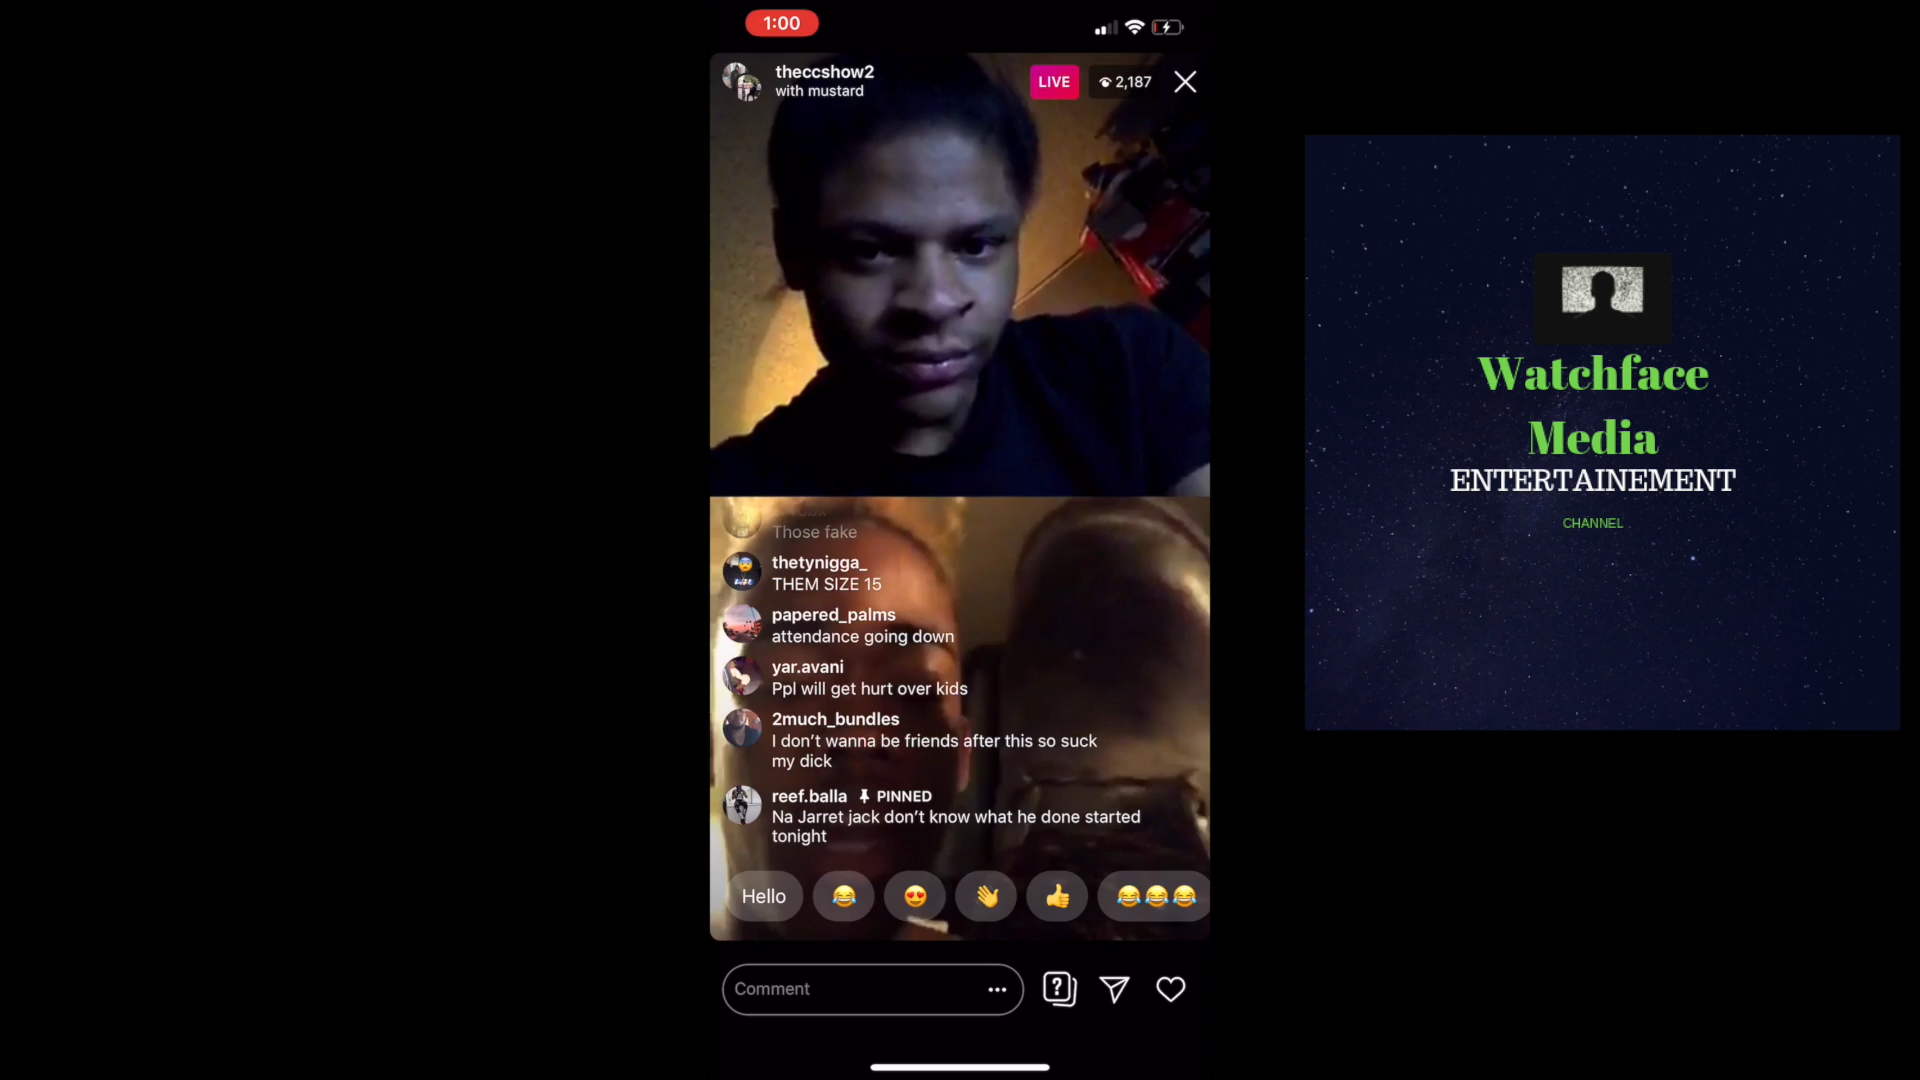 1:00
theccshow2
with mustard
LIVE
2,187
Those fake
thetynigga_
THEM SIZE 15
papered_palms
attendance going down
yar.avani
Ppl will get hurt over kids
2much_bundles
I don’t wanna be friends after this so suck
my dick
reef.balla PINNED
Na Jarret jack don’t know what he done started
tonight
Hello
Comment
Watchface
Media
ENTERTAINEMENT
CHANNEL